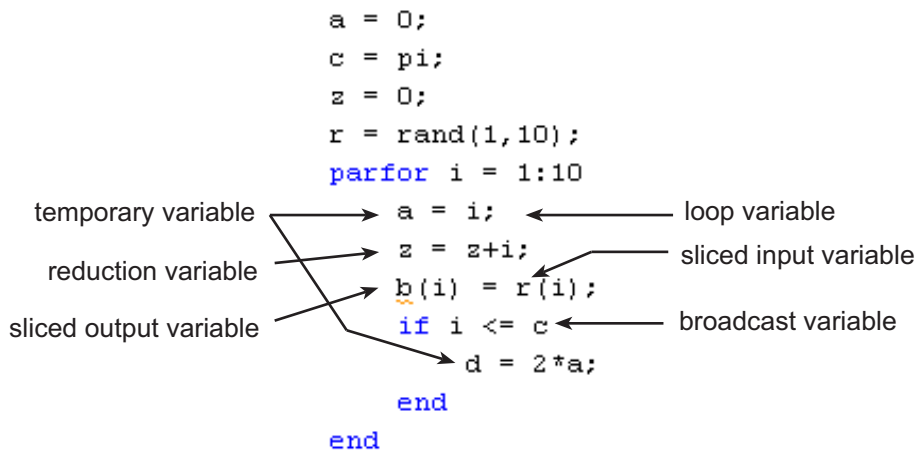 a = 0;
c = pi;
z = 0;
r = rand(1,10);
parfor i = 1:10
temporary variable a = i; loop variable
reduction variable z = z+i; sliced input variable
sliced output variable b(i) = r(i);
if i <= c broadcast variable
d = 2*a;
end
end